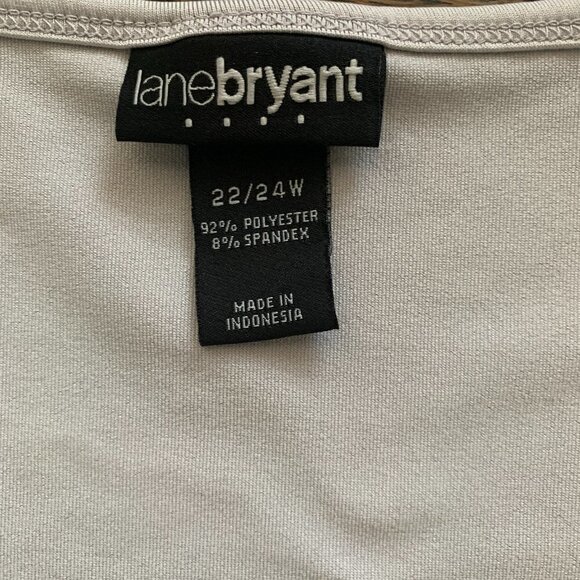 lanebryant
22/24W
92% POLYESTER
8% SPANDEX
MADE IN
INDONESIA